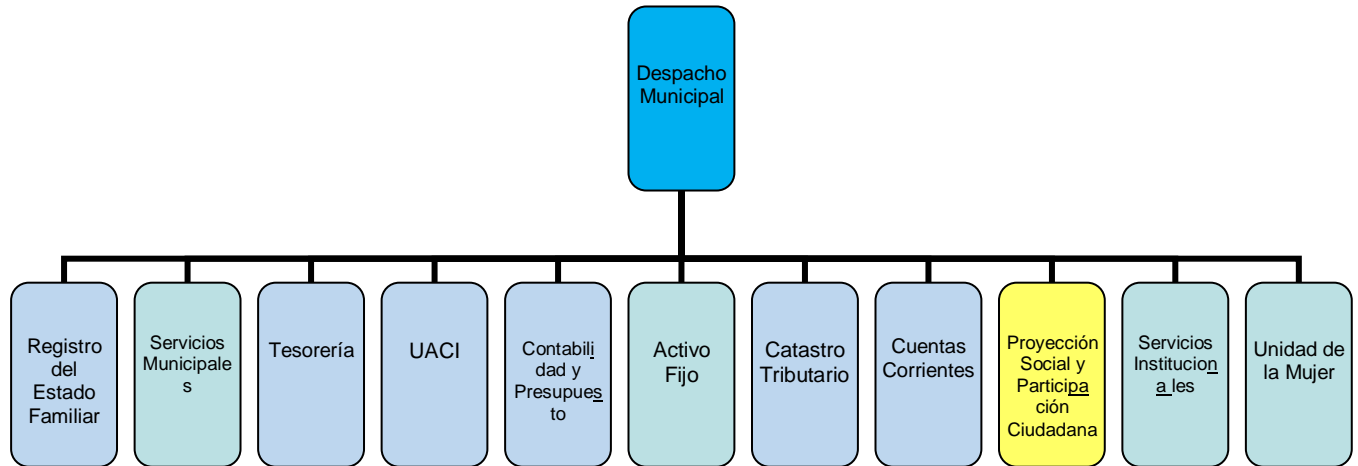 Despacho
Municipal
Registro
del
Estado
Familiar
Servicios
Municipale
s
Tesorería
UACI
Contabili
dad y
Presupues
to
Activo
Fijo
Catastro
Tributario
Cuentas
Corrientes
Proyección
Social y
Participa
ción
Ciudadana
Servicios
Institucion
a les
Unidad de
la Mujer